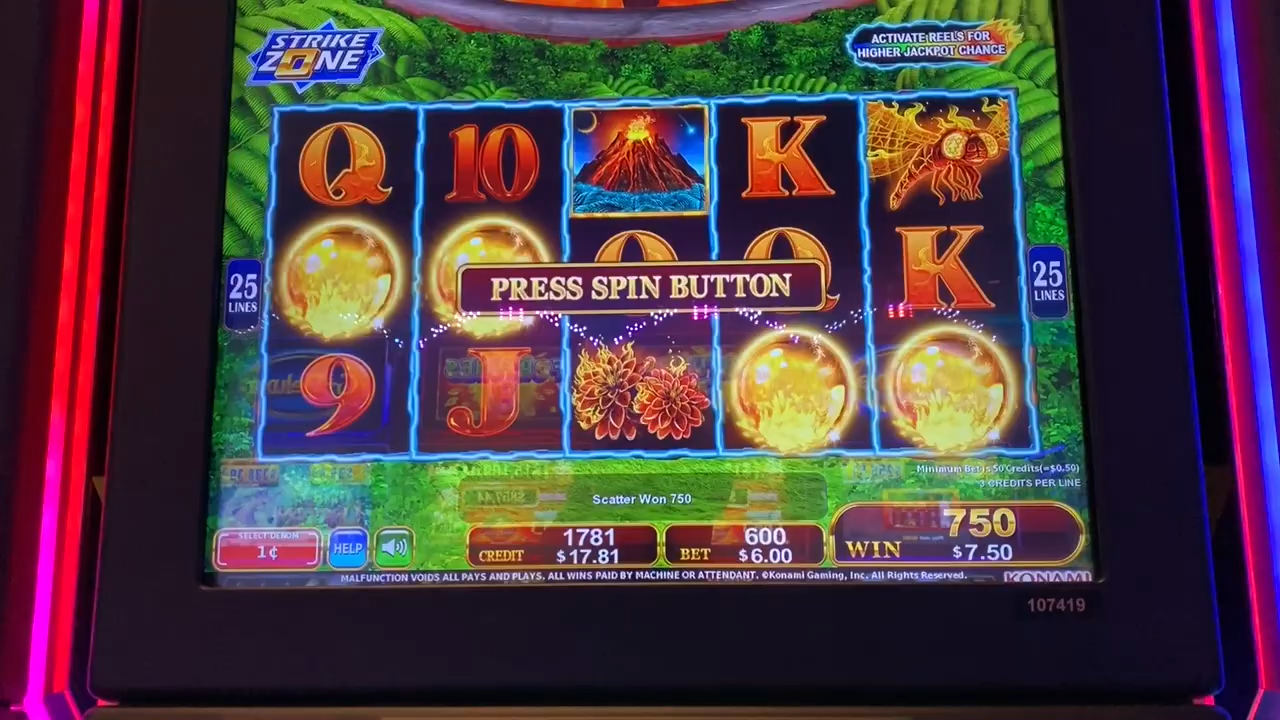 STRIKE
ZONE
ACTIVATE REELS FOR
HIGHER JACKPOT CHANCE
Q
10
K
25
LINES
Q
Q
K
25
LINES
PRESS SPIN BUTTON
9
J
Minimum Bet is 50 Credits(=$0.50)
3 CREDITS PER LINE
Scatter Won 750
SELECT DENOM
1¢
HELP
CREDIT
1781
$17.81
BET
600
$6.00
WIN
750
$7.50
MALFUNCTION VOIDS ALL PAYS AND PLAYS. ALL WINS PAID BY MACHINE OR ATTENDANT. ©Konami Gaming, Inc. All Rights Reserved.
KONAMI
107419